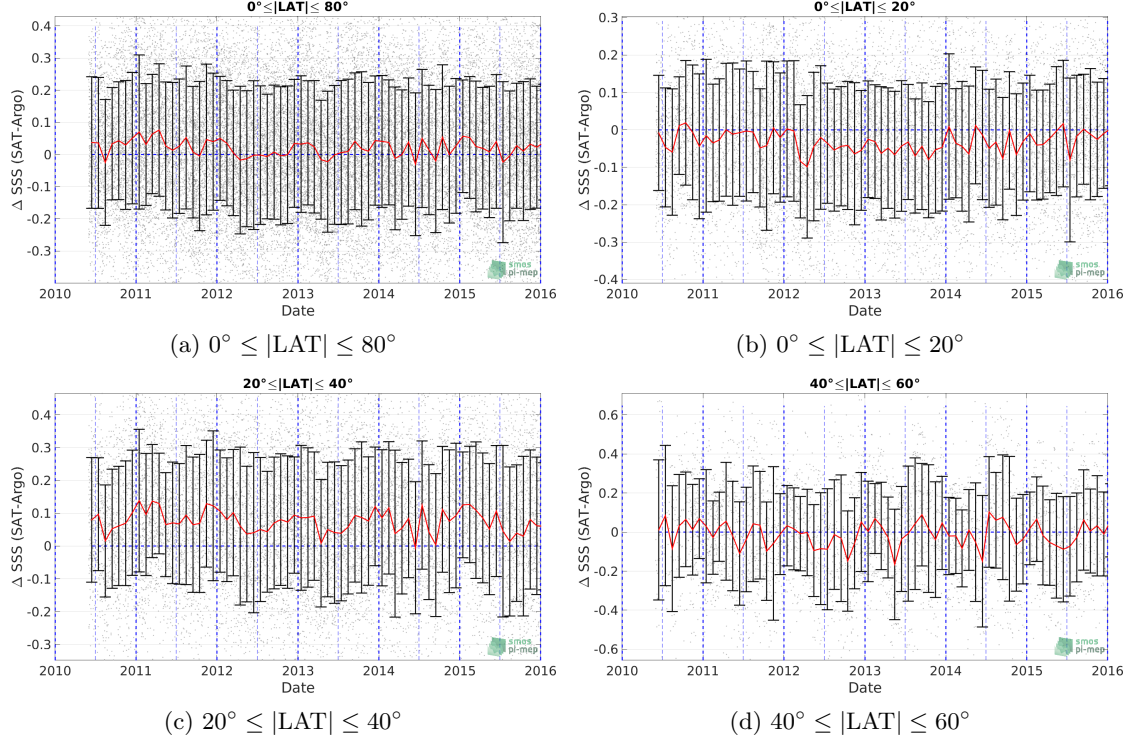 0°≤|LAT|≤ 80°
Δ SSS (SAT-Argo)
0.4
0.3
0.2
0.1
0
-0.1
-0.2
-0.3
2010 2011 2012 2013 2014 2015 2016
Date
smos
pi-mep
(a) 0° ≤ |LAT| ≤ 80°
0°≤|LAT|≤ 20°
Δ SSS (SAT-Argo)
0.3
0.2
0.1
0
-0.1
-0.2
-0.3
-0.4
2010 2011 2012 2013 2014 2015 2016
Date
smos
pi-mep
(b) 0° ≤ |LAT| ≤ 20°
20°≤|LAT|≤ 40°
Δ SSS (SAT-Argo)
0.4
0.3
0.2
0.1
0
-0.1
-0.2
-0.3
2010 2011 2012 2013 2014 2015 2016
Date
smos
pi-mep
(c) 20° ≤ |LAT| ≤ 40°
40°≤|LAT|≤ 60°
Δ SSS (SAT-Argo)
0.6
0.4
0.2
0
-0.2
-0.4
-0.6
2010 2011 2012 2013 2014 2015 2016
Date
smos
pi-mep
(d) 40° ≤ |LAT| ≤ 60°